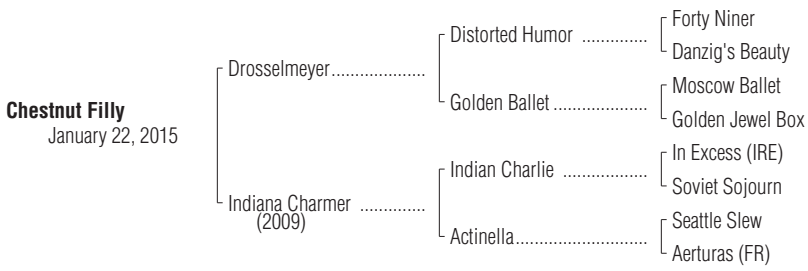 Chestnut Filly
January 22, 2015
Drosselmeyer....................
Indiana Charmer ..............
(2009)
Distorted Humor ..............
Golden Ballet ....................
Indian Charlie ..................
Actinella............................
Forty Niner
Danzig's Beauty
Moscow Ballet
Golden Jewel Box
In Excess (IRE)
Soviet Sojourn
Seattle Slew
Aerturas (FR)